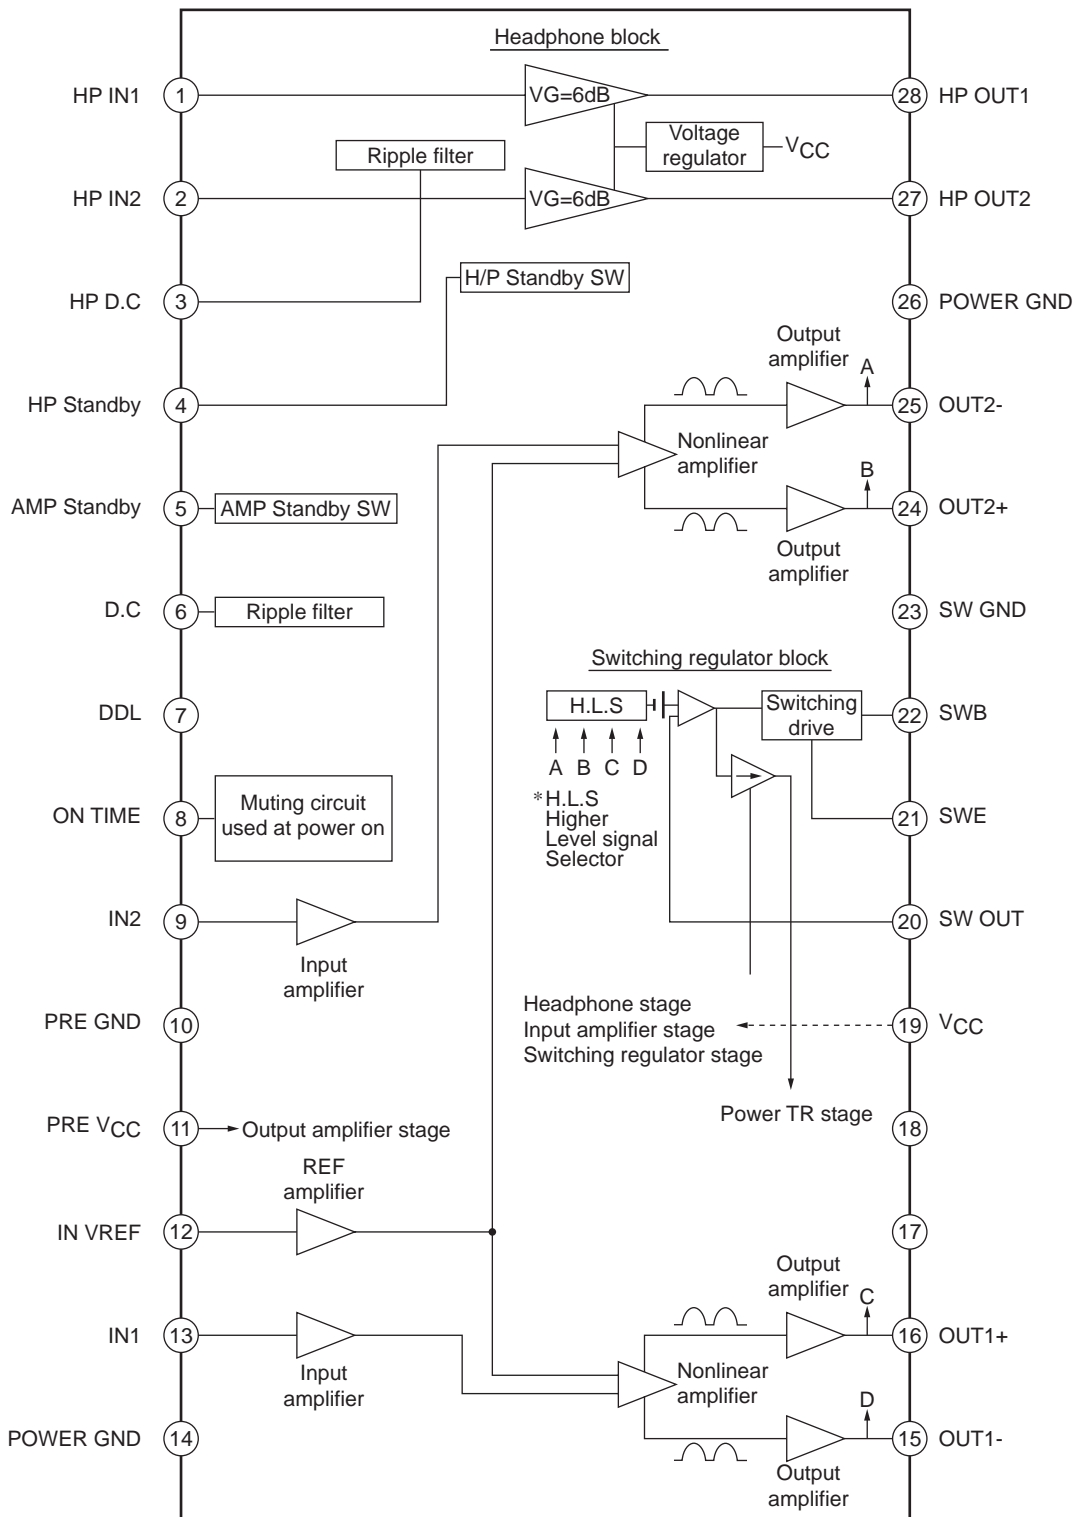 Headphone block
HP IN1
1
VG=6dB
28
HP OUT1
Ripple filter
Voltage
regulator
VCC
HP IN2
2
VG=6dB
27
HP OUT2
H/P Standby SW
HP D.C
3
26
POWER GND
Output
amplifier
A
HP Standby
4
25
OUT2-
Nonlinear
amplifier
B
AMP Standby
5
AMP Standby SW
24
OUT2+
Output
amplifier
D.C
6
Ripple filter
23
SW GND
Switching regulator block
DDL
7
H.L.S
Switching
drive
22
SWB
A B C D
*H.L.S
Higher
Level signal
Selector
ON TIME
8
Muting circuit
used at power on
21
SWE
IN2
9
20
SW OUT
Input
amplifier
PRE GND
10
Headphone stage
Input amplifier stage
Switching regulator stage
19
VCC
Power TR stage
PRE VCC
11
Output amplifier stage
18
REF
amplifier
IN VREF
12
17
Output
amplifier
C
IN1
13
16
OUT1+
Input
amplifier
Nonlinear
amplifier
D
POWER GND
14
15
OUT1-
Output
amplifier